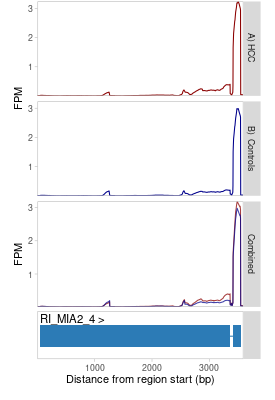 3
2
1
FPM
A) HCC
3
2
1
B) Controls
3
2
1
FPM
Combined
RI_MIA2_4 >
1000 2000 3000
Distance from region start (bp)